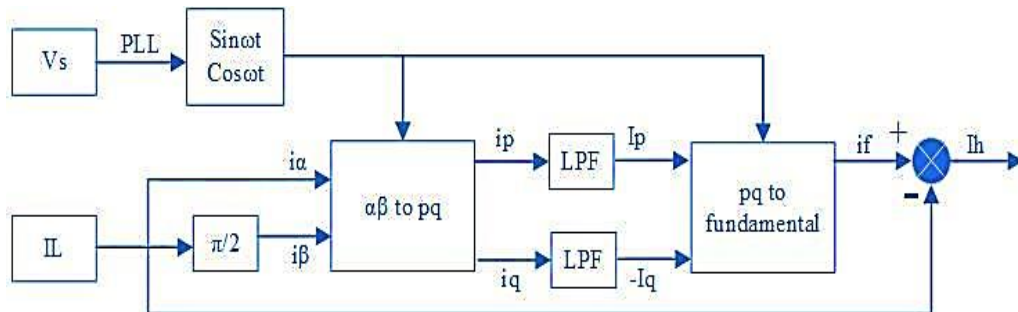 Vs
PLL
Sinωt
Cosωt
iα
ip
LPF
Ip
if
+
Ih
αβ to pq
pq to
fundamental
-
IL
π/2
iβ
iq
LPF
-Iq